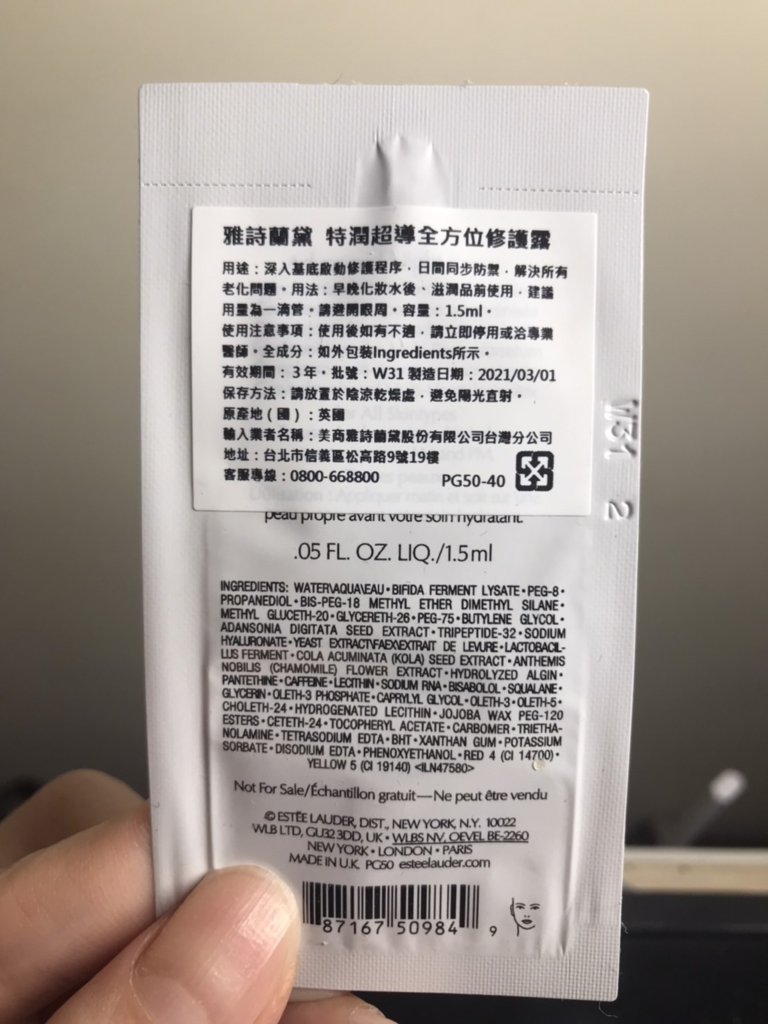 雅詩蘭黛 特潤超導全方位修護露
用途：深入基底啟動修護程序，日間同步防禦，解決所有
老化問題。用法：早晚化妝水後、滋潤品前使用，建議
用量為一滴管。請避開眼周。容量：1.5ml。
使用注意事項：使用後如有不適，請立即停用或洽專業
醫師。全成分：如外包裝Ingredients所示。
有效期間：3年。批號：W31 製造日期：2021/03/01
保存方法：請放置於陰涼乾燥處，避免陽光直射。
原產地（國）：英國
輸入業者名稱：美商雅詩蘭黛股份有限公司台灣分公司
地址：台北市信義區松高路9號19樓
客服專線：0800-668800 PG50-40
W31 2
peau propre avant votre soin hydratant.
.05 FL. OZ. LIQ./1.5ml
INGREDIENTS: WATER\AQUA\EAU • BIFIDA FERMENT LYSATE • PEG-8 •
PROPANEDIOL • BIS-PEG-18 METHYL ETHER DIMETHYL SILANE •
METHYL GLUCETH-20 • GLYCERETH-26 • PEG-75 • BUTYLENE GLYCOL •
ADANSONIA DIGITATA SEED EXTRACT • TRIPEPTIDE-32 • SODIUM
HYALURONATE • YEAST EXTRACT\FAEX\EXTRAIT DE LEVURE • LACTOBACIL-
LUS FERMENT • COLA ACUMINATA (KOLA) SEED EXTRACT • ANTHEMIS
NOBILIS (CHAMOMILE) FLOWER EXTRACT • HYDROLYZED ALGIN •
PANTETHINE • CAFFEINE • LECITHIN • SODIUM RNA • BISABOLOL • SQUALANE •
GLYCERIN • OLETH-3 PHOSPHATE • CAPRYLYL GLYCOL • OLETH-3 • OLETH-5 •
CHOLETH-24 • HYDROGENATED LECITHIN • JOJOBA WAX PEG-120
ESTERS • CETETH-24 • TOCOPHERYL ACETATE • CARBOMER • TRIETHA-
NOLAMINE • TETRASODIUM EDTA • BHT • XANTHAN GUM • POTASSIUM
SORBATE • DISODIUM EDTA • PHENOXYETHANOL • RED 4 (CI 14700) •
YELLOW 5 (CI 19140) <ILN47580>
Not For Sale/Échantillon gratuit—Ne peut être vendu
© ESTÉE LAUDER, DIST., NEW YORK, N.Y. 10022
WLB LTD, GU32 3DD, UK • WLBS NV, OEVEL BE-2260
NEW YORK • LONDON • PARIS
MADE IN U.K. PG50 esteelauder.com
87167 50984 9